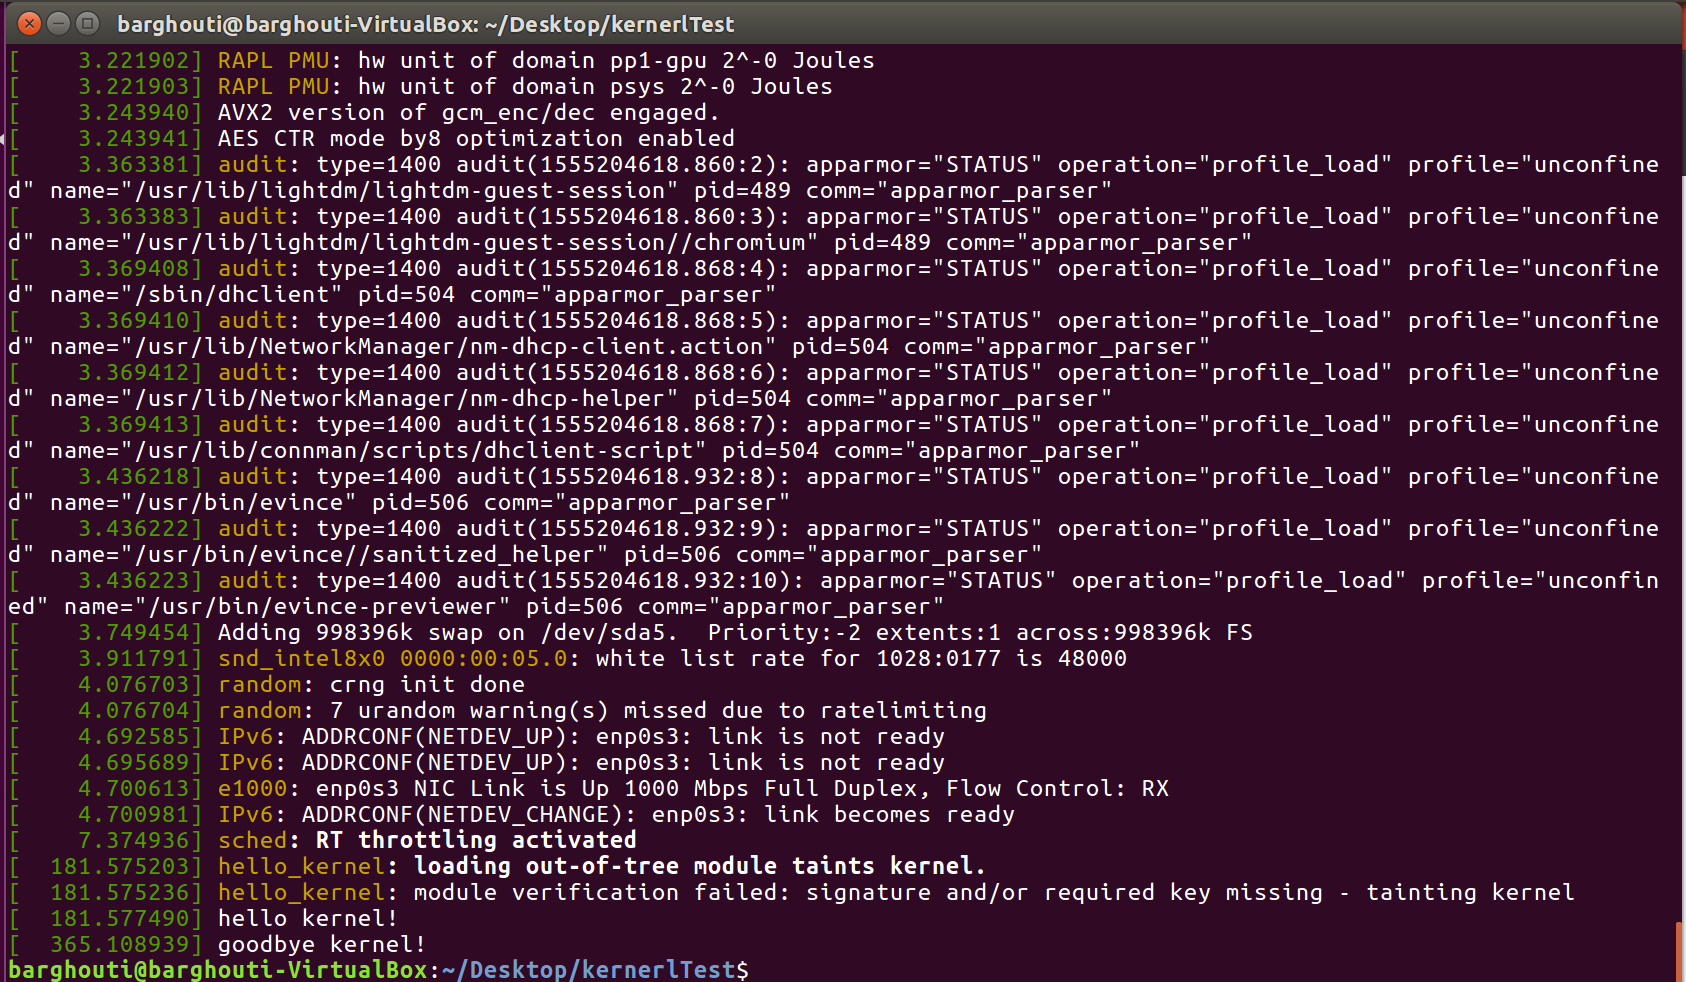 barghouti@barghouti-VirtualBox: ~/Desktop/kernerlTest
[    3.221902] RAPL PMU: hw unit of domain pp1-gpu 2^-0 Joules
[    3.221903] RAPL PMU: hw unit of domain psys 2^-0 Joules
[    3.243940] AVX2 version of gcm_enc/dec engaged.
[    3.243941] AES CTR mode by8 optimization enabled
[    3.363381] audit: type=1400 audit(1555204618.860:2): apparmor="STATUS" operation="profile_load" profile="unconfine
d" name="/usr/lib/lightdm/lightdm-guest-session" pid=489 comm="apparmor_parser"
[    3.363383] audit: type=1400 audit(1555204618.860:3): apparmor="STATUS" operation="profile_load" profile="unconfine
d" name="/usr/lib/lightdm/lightdm-guest-session//chromium" pid=489 comm="apparmor_parser"
[    3.369408] audit: type=1400 audit(1555204618.868:4): apparmor="STATUS" operation="profile_load" profile="unconfine
d" name="/sbin/dhclient" pid=504 comm="apparmor_parser"
[    3.369410] audit: type=1400 audit(1555204618.868:5): apparmor="STATUS" operation="profile_load" profile="unconfine
d" name="/usr/lib/NetworkManager/nm-dhcp-client.action" pid=504 comm="apparmor_parser"
[    3.369412] audit: type=1400 audit(1555204618.868:6): apparmor="STATUS" operation="profile_load" profile="unconfine
d" name="/usr/lib/NetworkManager/nm-dhcp-helper" pid=504 comm="apparmor_parser"
[    3.369413] audit: type=1400 audit(1555204618.868:7): apparmor="STATUS" operation="profile_load" profile="unconfine
d" name="/usr/lib/connman/scripts/dhclient-script" pid=504 comm="apparmor_parser"
[    3.436218] audit: type=1400 audit(1555204618.932:8): apparmor="STATUS" operation="profile_load" profile="unconfine
d" name="/usr/bin/evince" pid=506 comm="apparmor_parser"
[    3.436222] audit: type=1400 audit(1555204618.932:9): apparmor="STATUS" operation="profile_load" profile="unconfine
d" name="/usr/bin/evince//sanitized_helper" pid=506 comm="apparmor_parser"
[    3.436223] audit: type=1400 audit(1555204618.932:10): apparmor="STATUS" operation="profile_load" profile="unconfin
ed" name="/usr/bin/evince-previewer" pid=506 comm="apparmor_parser"
[    3.749454] Adding 998396k swap on /dev/sda5.  Priority:-2 extents:1 across:998396k FS
[    3.911791] snd_intel8x0 0000:00:05.0: white list rate for 1028:0177 is 48000
[    4.076703] random: crng init done
[    4.076704] random: 7 urandom warning(s) missed due to ratelimiting
[    4.692585] IPv6: ADDRCONF(NETDEV_UP): enp0s3: link is not ready
[    4.695689] IPv6: ADDRCONF(NETDEV_UP): enp0s3: link is not ready
[    4.700613] e1000: enp0s3 NIC Link is Up 1000 Mbps Full Duplex, Flow Control: RX
[    4.700981] IPv6: ADDRCONF(NETDEV_CHANGE): enp0s3: link becomes ready
[    7.374936] sched: RT throttling activated
[  181.575203] hello_kernel: loading out-of-tree module taints kernel.
[  181.575236] hello_kernel: module verification failed: signature and/or required key missing - tainting kernel
[  181.577490] hello kernel!
[  365.108939] goodbye kernel!
barghouti@barghouti-VirtualBox:~/Desktop/kernerlTest$